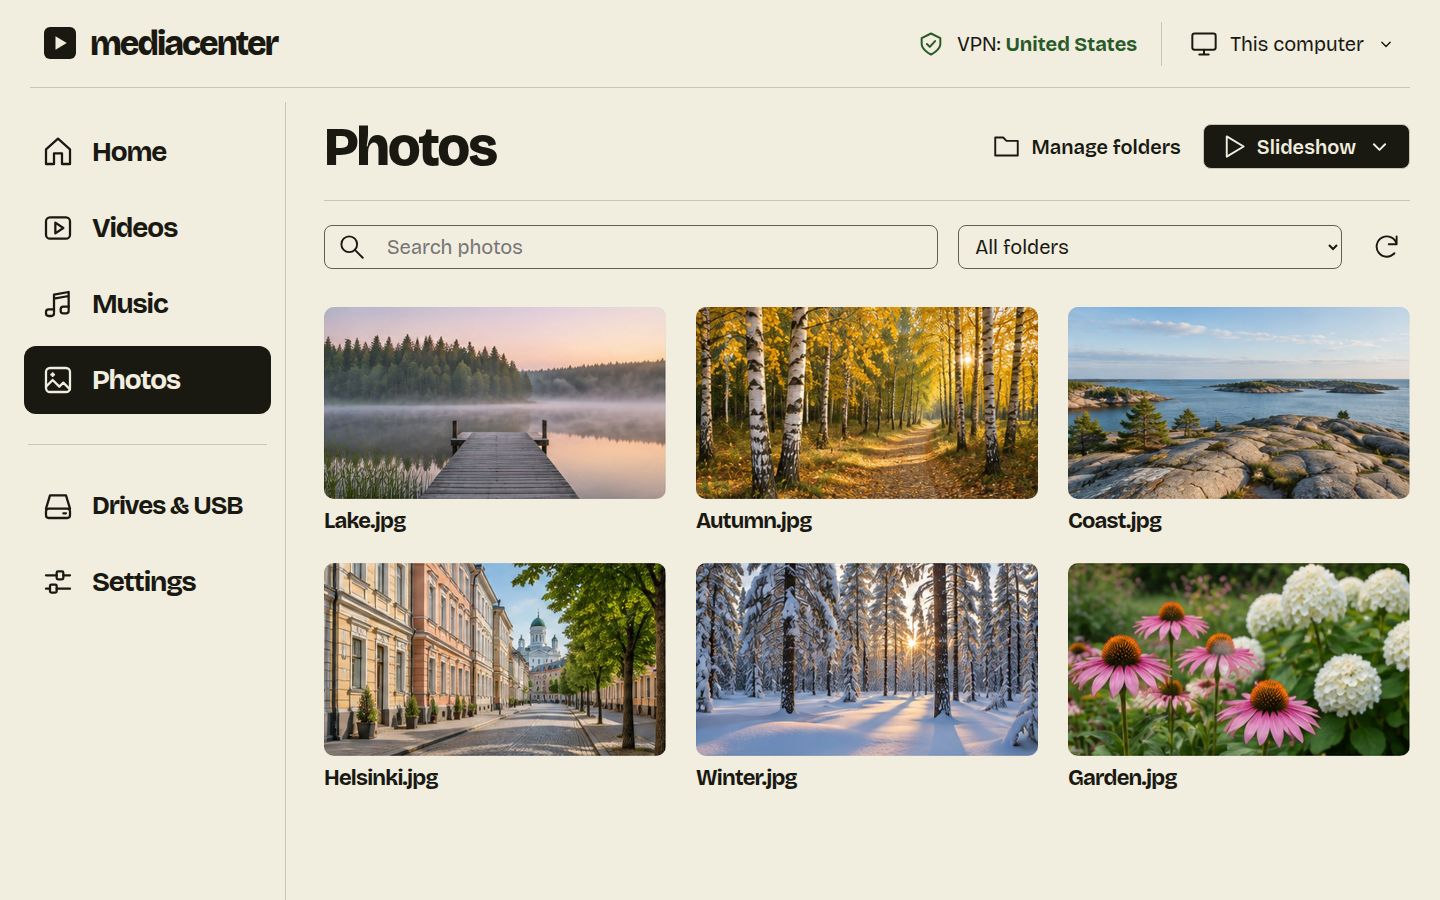 mediacenter
VPN: United States
This computer
Home
Videos
Music
Photos
Drives & USB
Settings
Photos
Manage folders
Slideshow
Search photos
All folders
Lake.jpg
Autumn.jpg
Coast.jpg
Helsinki.jpg
Winter.jpg
Garden.jpg